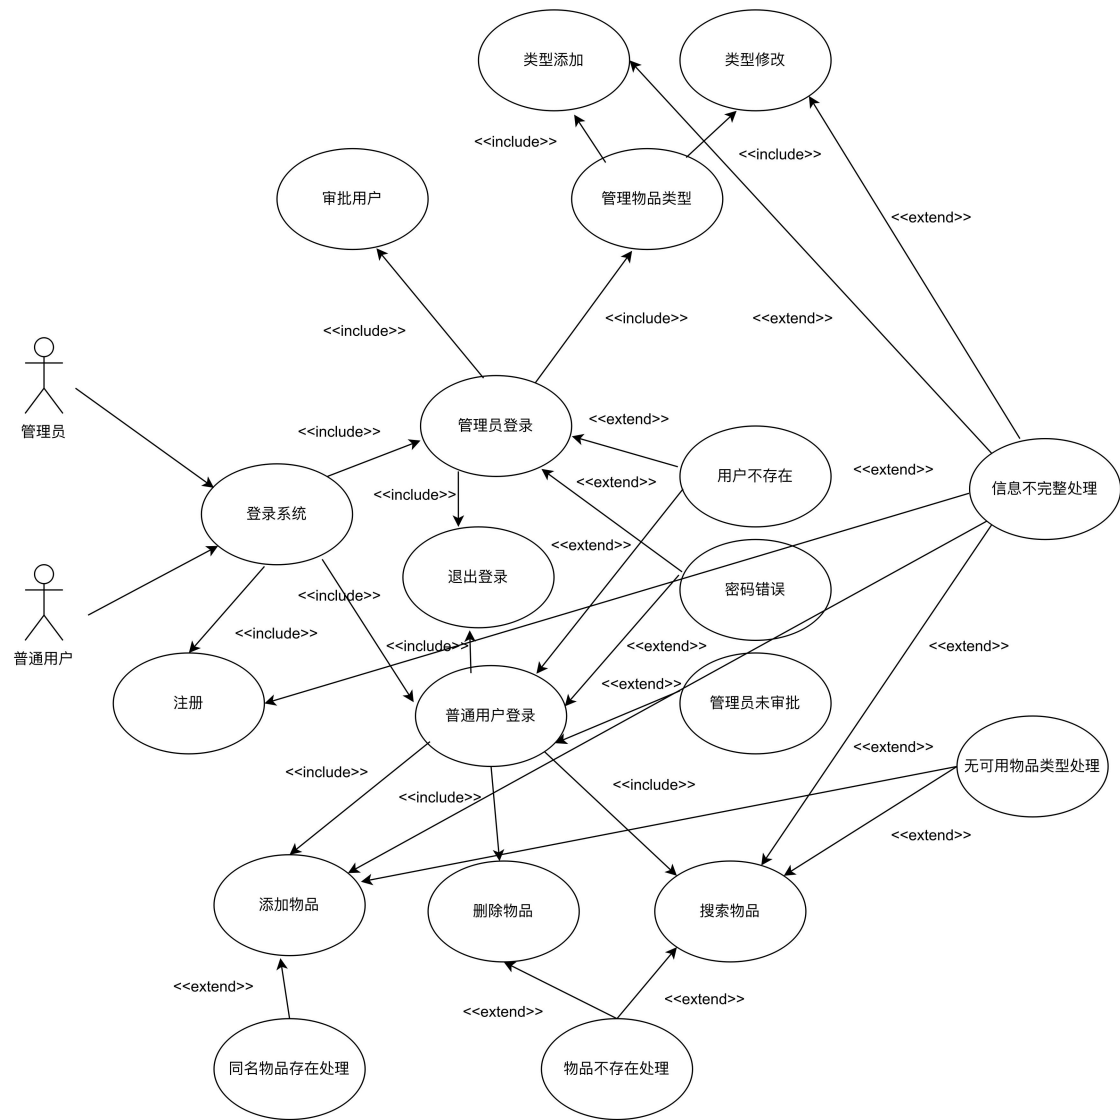 类型添加
类型修改
<<include>>
<<include>>
审批用户
管理物品类型
<<extend>>
<<include>>
<<include>>
<<extend>>
管理员
<<include>>
管理员登录
<<extend>>
用户不存在
<<extend>>
信息不完整处理
登录系统
<<include>>
<<extend>>
<<extend>>
退出登录
密码错误
普通用户
<<include>>
<<include>>
<<include>>
<<extend>>
<<extend>>
<<extend>>
注册
普通用户登录
管理员未审批
<<extend>>
无可用物品类型处理
<<include>>
<<include>>
<<include>>
<<extend>>
添加物品
删除物品
搜索物品
<<extend>>
<<extend>>
<<extend>>
同名物品存在处理
物品不存在处理